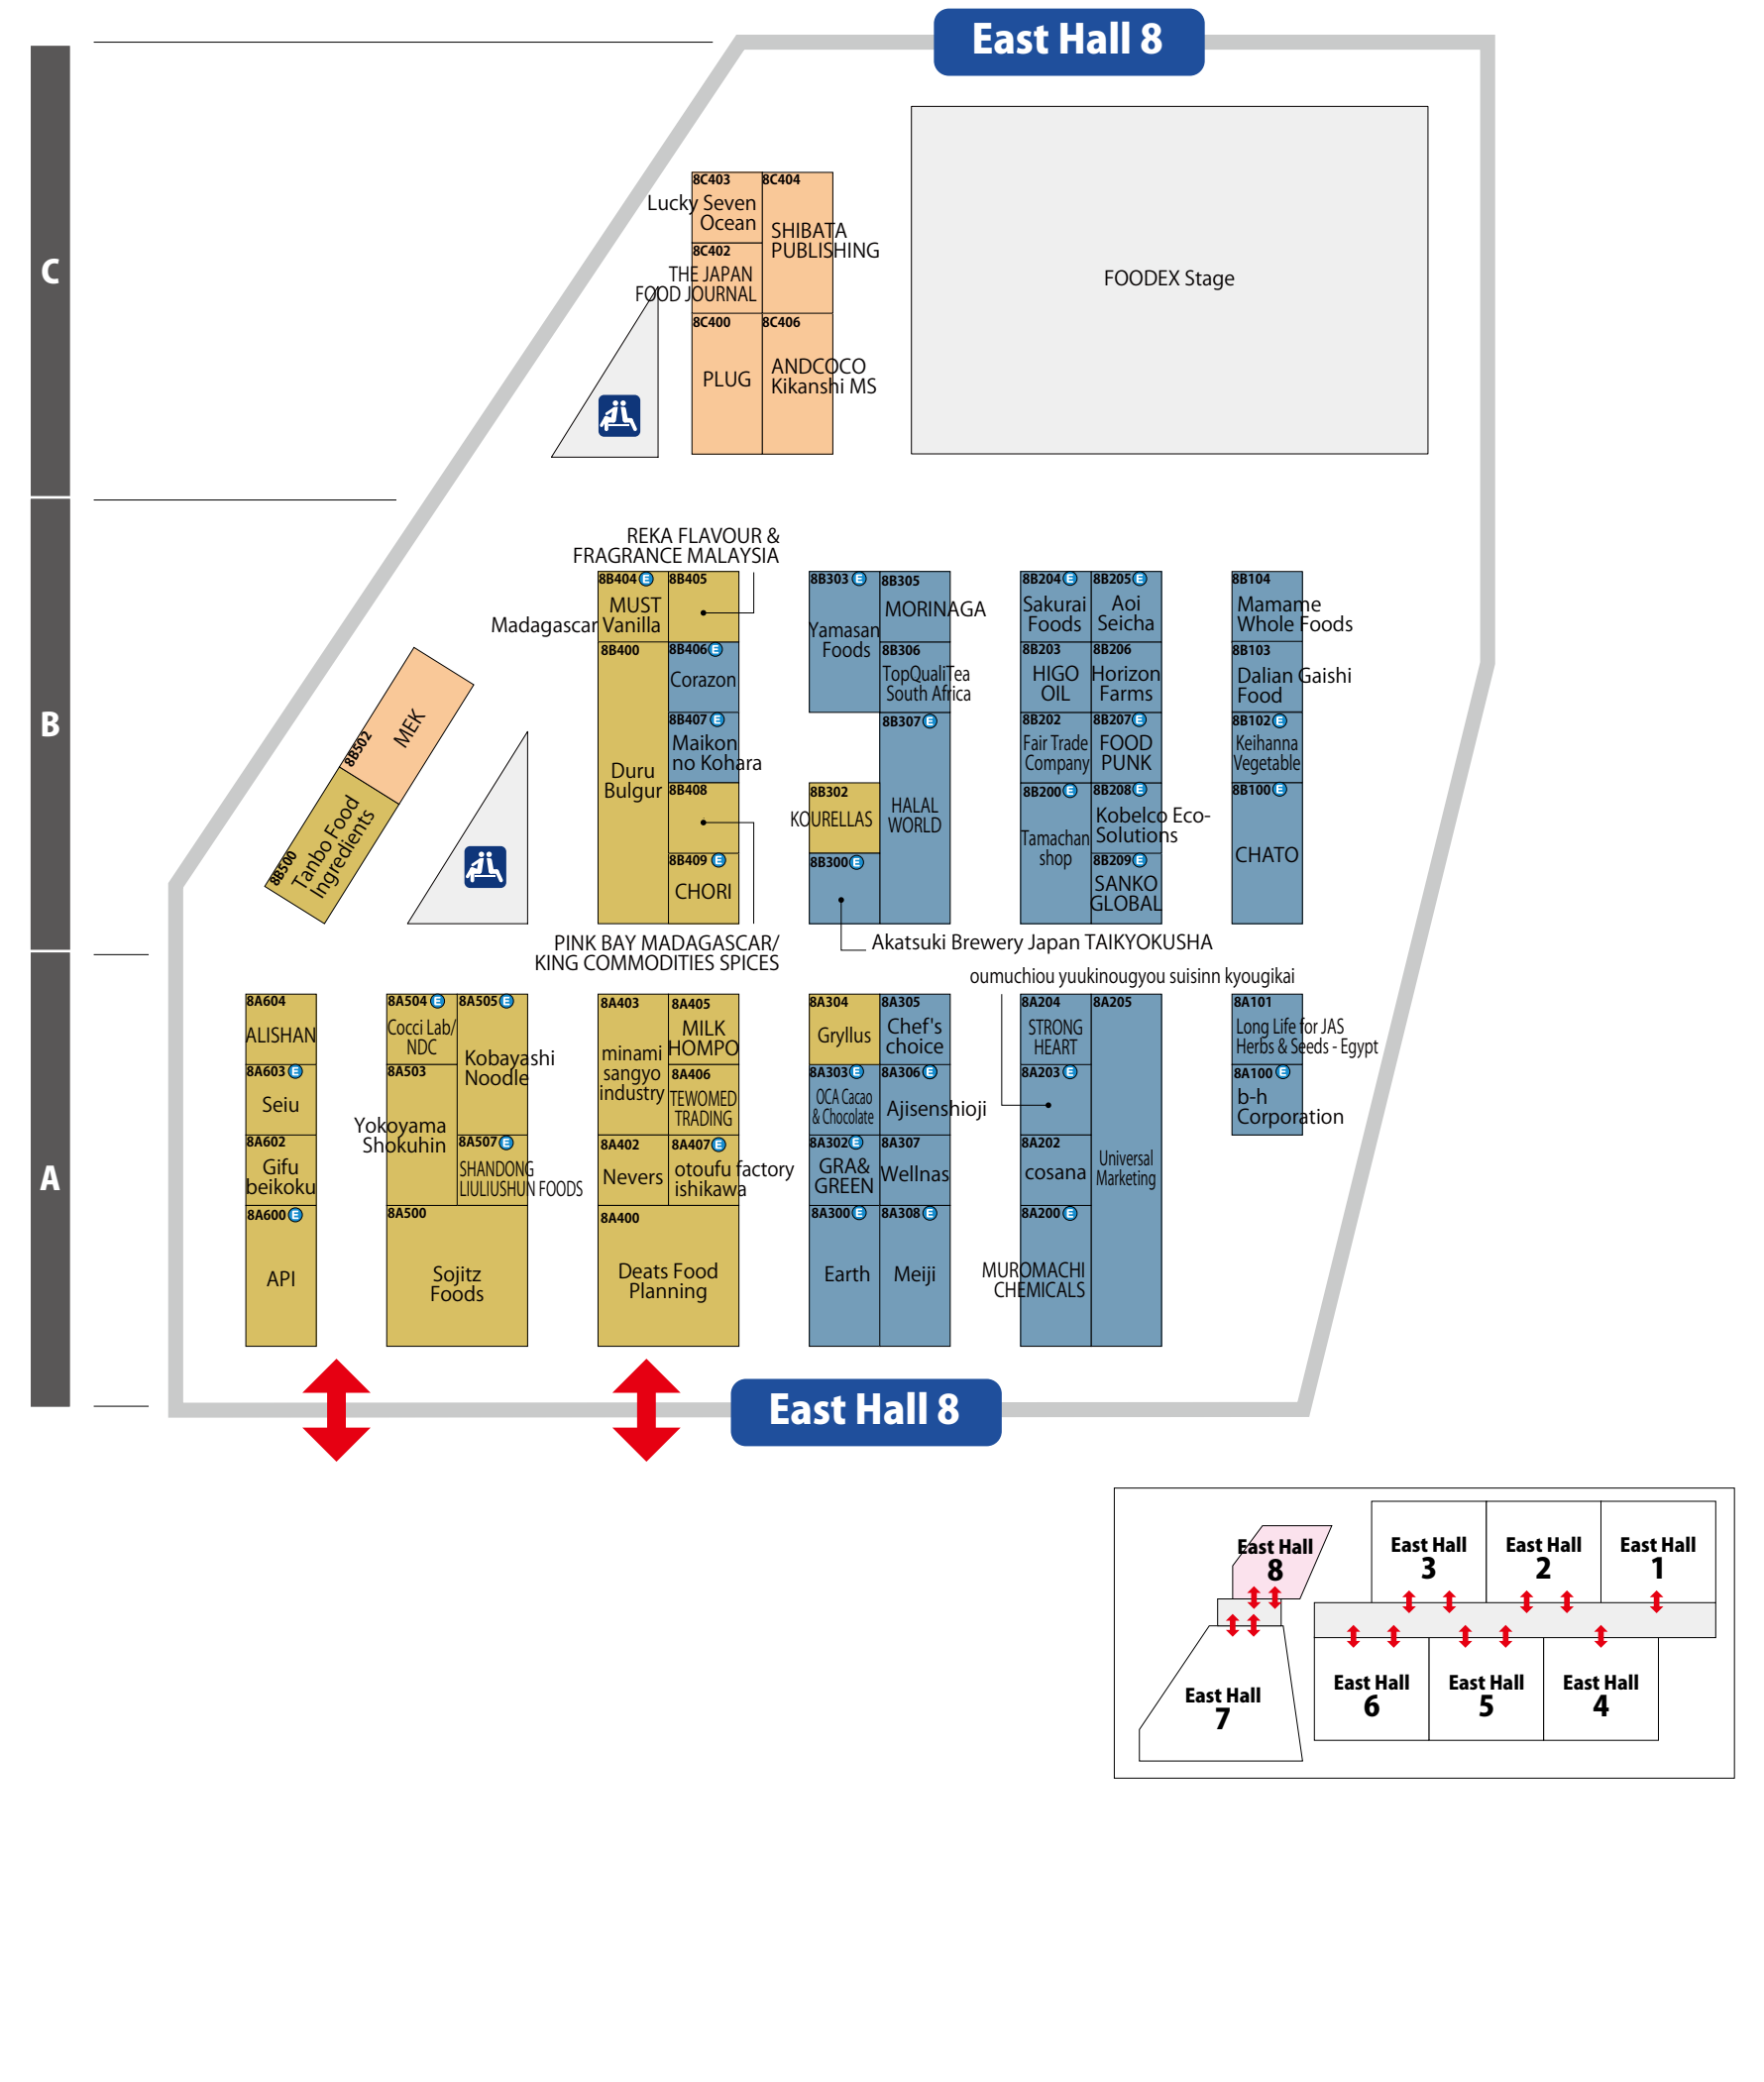 East Hall 8
C
8C403
Lucky Seven
Ocean
8C404
SHIBATA
PUBLISHING
8C402
THE JAPAN
FOOD JOURNAL
8C400
PLUG
8C406
ANDCOCO
Kikanshi MS
FOODEX Stage
B
REKA FLAVOUR &
FRAGRANCE MALAYSIA
8B404 E
MUST
Madagascar Vanilla
8B405
8B400
Duru
Bulgur
8B406 E
Corazon
8B407 E
Maikon
no Kohara
8B408
8B409 E
CHORI
PINK BAY MADAGASCAR/
KING COMMODITIES SPICES
8B502
MEK
8B500
Tanbo Food
Ingredients
8B303 E
Yamasan
Foods
8B305
MORINAGA
8B306
TopQualiTea
South Africa
8B307 E
HALAL
WORLD
8B302
KOURELLAS
8B300 E
Akatsuki Brewery Japan TAIKYOKUSHA
8B204 E
Sakurai
Foods
8B205 E
Aoi
Seicha
8B203
HIGO
OIL
8B206
Horizon
Farms
8B202
Fair Trade
Company
8B207 E
FOOD
PUNK
8B200 E
Tamachan
shop
8B208 E
Kobelco Eco-
Solutions
8B209 E
SANKO
GLOBAL
8B104
Mamame
Whole Foods
8B103
Dalian Gaishi
Food
8B102 E
Keihanna
Vegetable
8B100 E
CHATO
A
oumuchiou yuukinougyou suisinn kyougikai
8A604
ALISHAN
8A603 E
Seiu
8A602
Gifu
beikoku
8A600 E
API
8A504 E
Cocci Lab/
NDC
8A505 E
Kobayashi
Noodle
8A503
Yokoyama
Shokuhin
8A507 E
SHANDONG
LIULIUSHUN FOODS
8A500
Sojitz
Foods
8A403
minami
sangyo
industry
8A405
MILK
HOMPO
8A406
TEWOMED
TRADING
8A402
Nevers
8A407 E
otoufu factory
ishikawa
8A400
Deats Food
Planning
8A304
Gryllus
8A305
Chef's
choice
8A303 E
OCA Cacao
& Chocolate
8A306 E
Ajisenshioji
8A302 E
GRA&
GREEN
8A307
Wellnas
8A300 E
Earth
8A308 E
Meiji
8A204
STRONG
HEART
8A205
Universal
Marketing
8A203 E
8A202
cosana
8A200 E
MUROMACHI
CHEMICALS
8A101
Long Life for JAS
Herbs & Seeds - Egypt
8A100 E
b-h
Corporation
East Hall 8
East Hall
8
East Hall
7
East Hall
3
East Hall
2
East Hall
1
East Hall
6
East Hall
5
East Hall
4